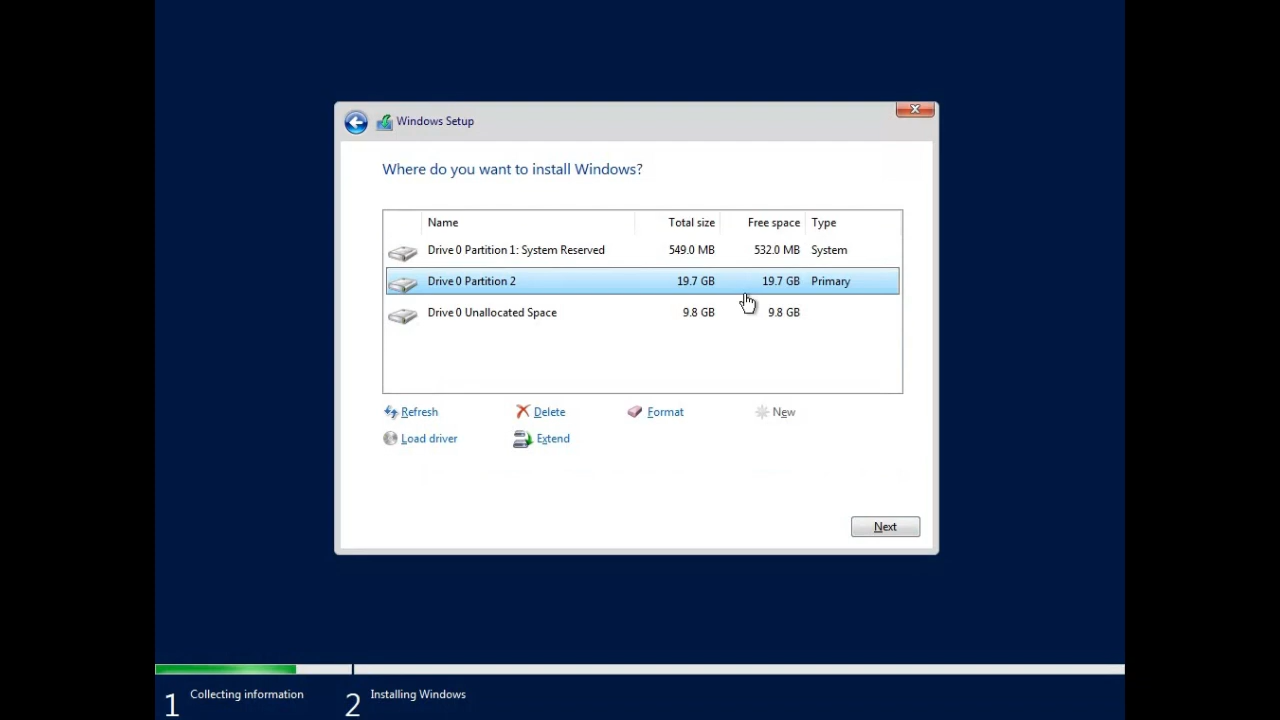 Windows Setup
Where do you want to install Windows?
Name Total size Free space Type
Drive 0 Partition 1: System Reserved 549.0 MB 532.0 MB System
Drive 0 Partition 2 19.7 GB 19.7 GB Primary
Drive 0 Unallocated Space 9.8 GB 9.8 GB
Refresh Delete Format New
Load driver Extend
Next
1 Collecting information 2 Installing Windows